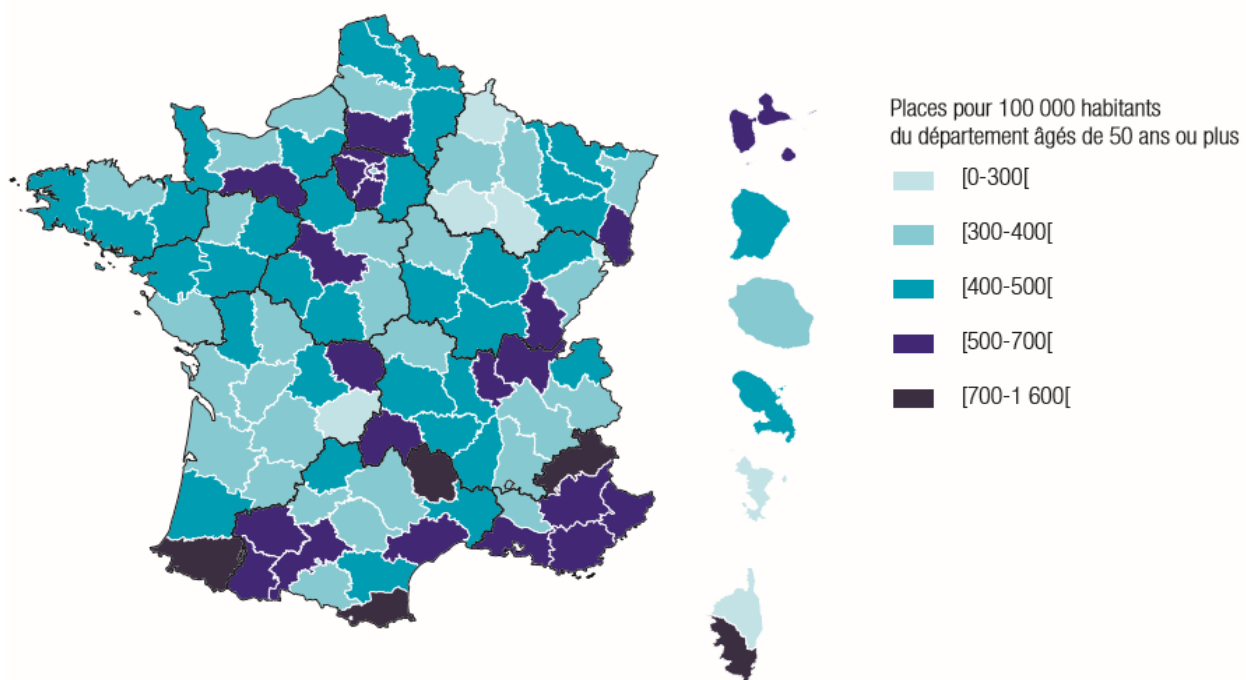 Places pour 100 000 habitants
du département âgés de 50 ans ou plus
[0-300[
[300-400[
[400-500[
[500-700[
[700-1 600[